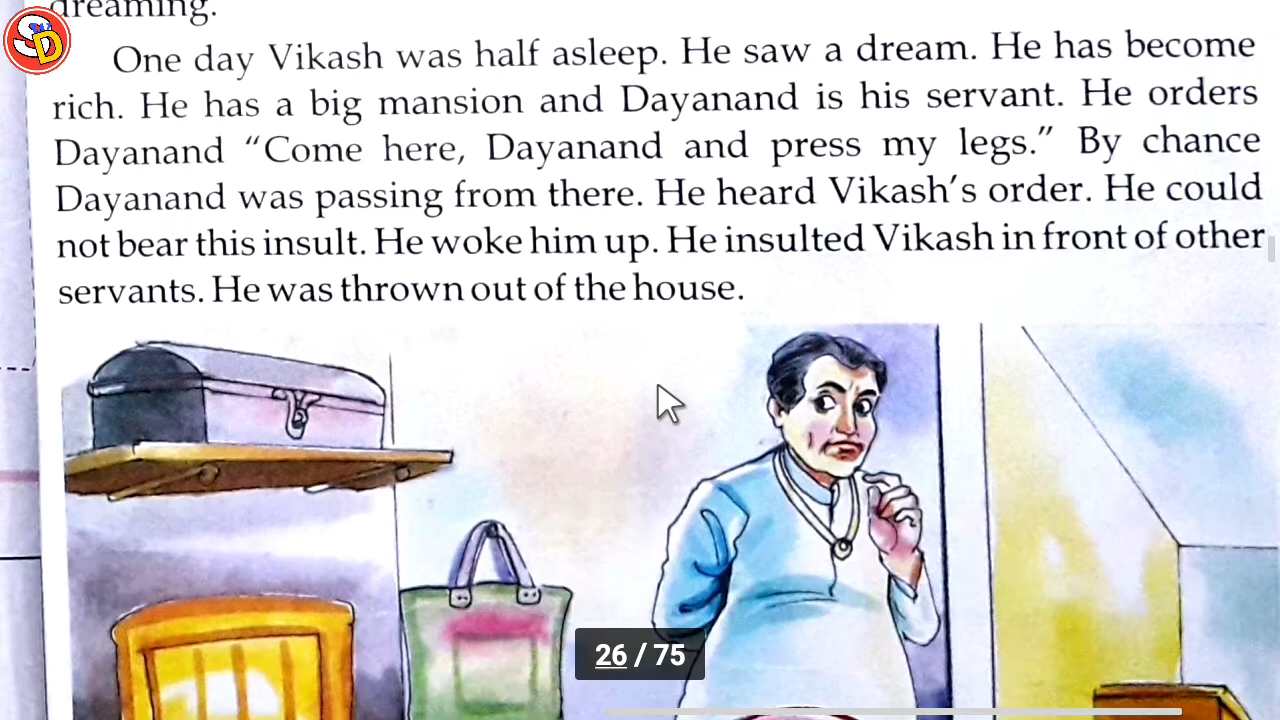 dreaming.
SD
One day Vikash was half asleep. He saw a dream. He has become
rich. He has a big mansion and Dayanand is his servant. He orders
Dayanand “Come here, Dayanand and press my legs.” By chance
Dayanand was passing from there. He heard Vikash’s order. He could
not bear this insult. He woke him up. He insulted Vikash in front of other
servants. He was thrown out of the house.
26 / 75